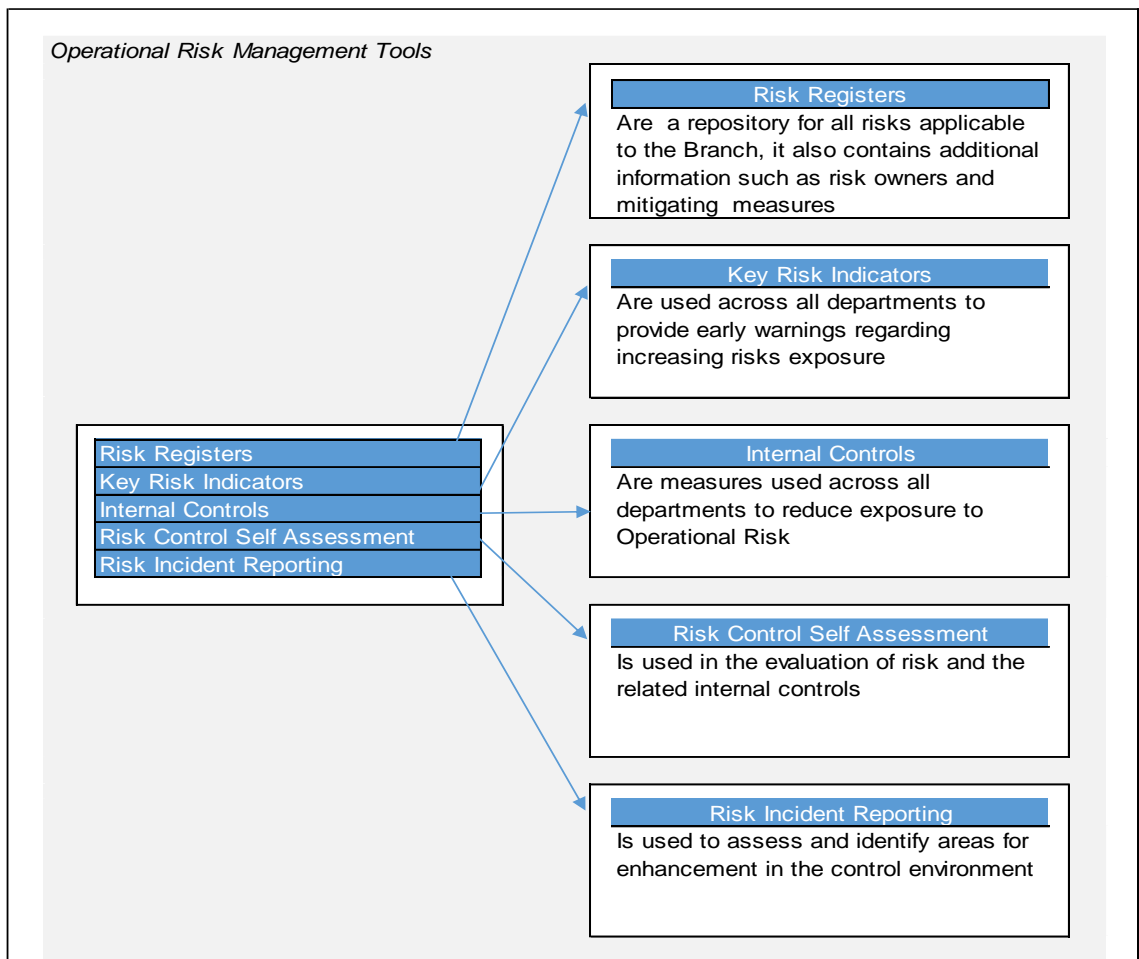 Operational Risk Management Tools
Risk Registers
Are a repository for all risks applicable
to the Branch, it also contains additional
information such as risk owners and
mitigating measures
Key Risk Indicators
Are used across all departments to
provide early warnings regarding
increasing risks exposure
Risk Registers
Key Risk Indicators
Internal Controls
Risk Control Self Assessment
Risk Incident Reporting
Internal Controls
Are measures used across all
departments to reduce exposure to
Operational Risk
Risk Control Self Assessment
Is used in the evaluation of risk and the
related internal controls
Risk Incident Reporting
Is used to assess and identify areas for
enhancement in the control environment